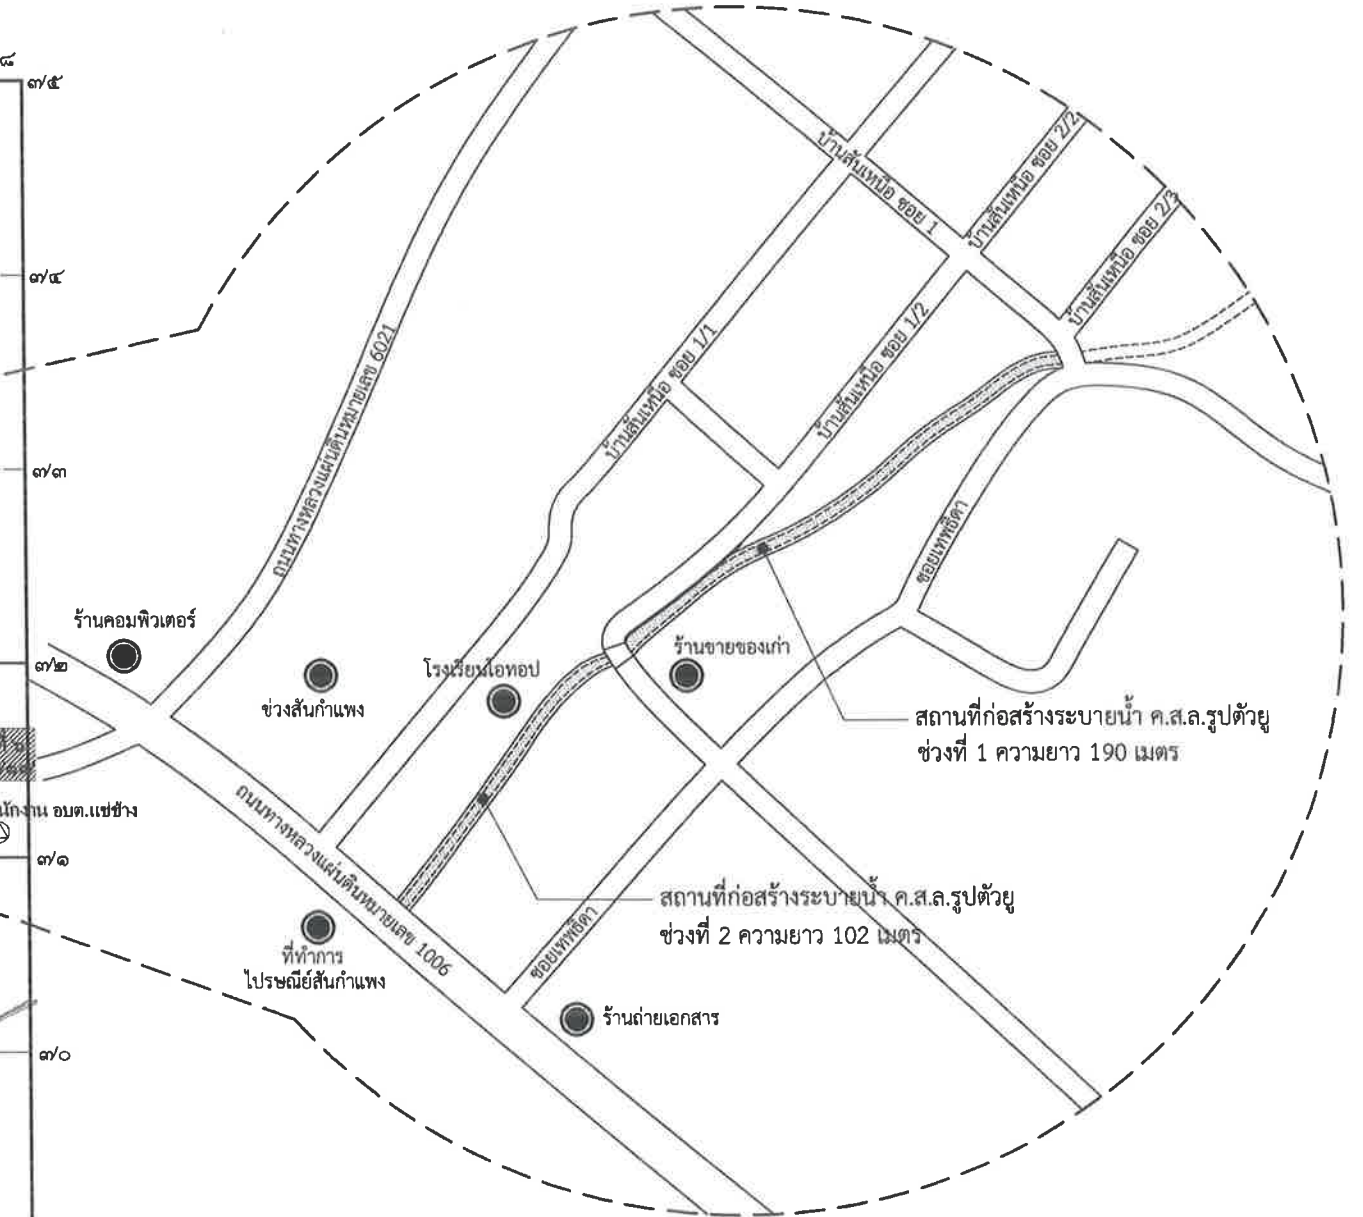 ๘
๓/๕
๓/๔
๓/๓
๓/๒
๓/๑
๓/๐
บ้านสันเหนือ ซอย 1
บ้านสันเหนือ ซอย 2/2
บ้านสันเหนือ ซอย 2/3
บ้านสันเหนือ ซอย 1/1
บ้านสันเหนือ ซอย 1/2
ถนนทางหลวงแผ่นดินหมายเลข 6021
ซอยเทพธิดา
ร้านคอมพิวเตอร์
ข่วงสันกำแพง
โรงเรียนโอทอป
ร้านขายของเก่า
สถานที่ก่อสร้างระบายน้ำ ค.ส.ล.รูปตัวยู
ช่วงที่ 1 ความยาว 190 เมตร
นักงาน อบต.แช่ช้าง
ถนนทางหลวงแผ่นดินหมายเลข 1006
สถานที่ก่อสร้างระบายน้ำ ค.ส.ล.รูปตัวยู
ช่วงที่ 2 ความยาว 102 เมตร
ซอยเทพธิดา
ที่ทำการ
ไปรษณีย์สันกำแพง
ร้านถ่ายเอกสาร